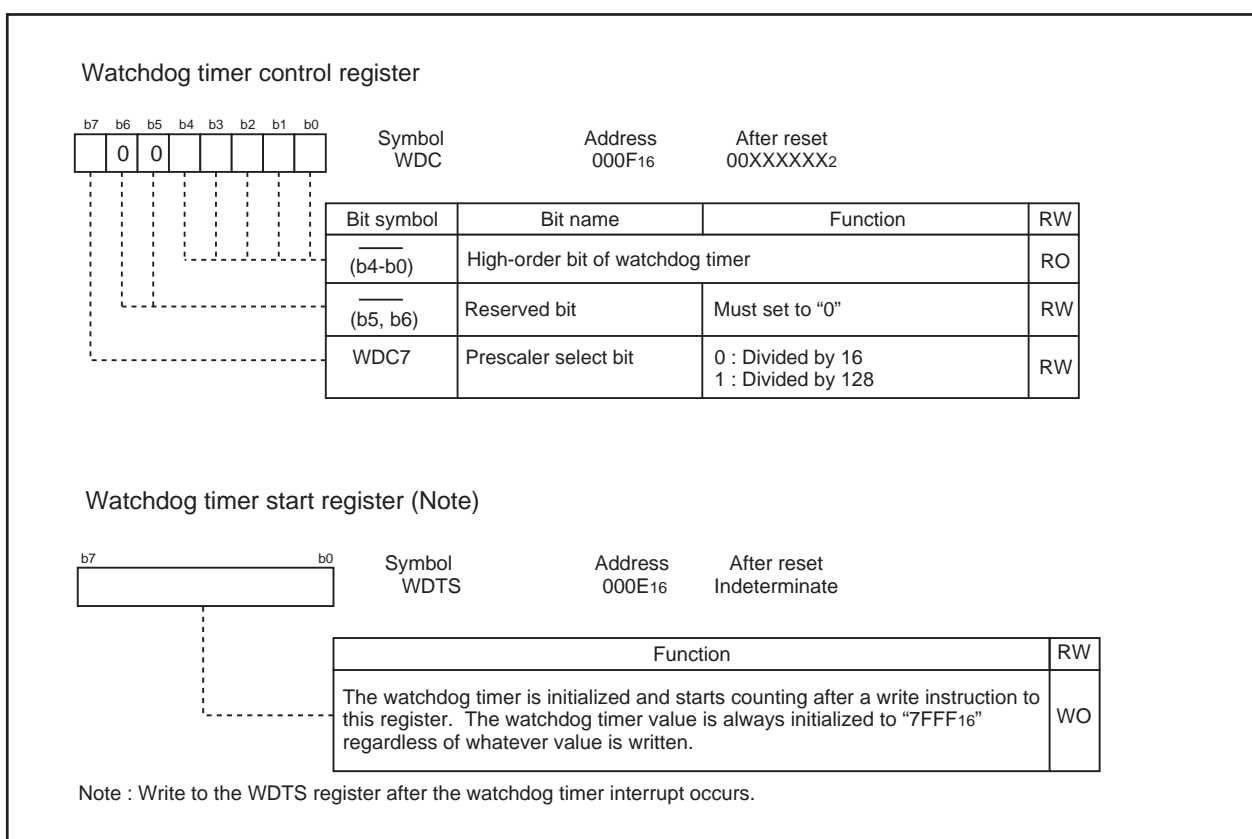 Watchdog timer control register
b7 b6 b5 b4 b3 b2 b1 b0
0 0
Symbol Address After reset
WDC 000F16 00XXXXXX2
Bit symbol Bit name Function RW
(b4-b0) High-order bit of watchdog timer RO
(b5, b6) Reserved bit Must set to “0” RW
WDC7 Prescaler select bit 0 : Divided by 16
1 : Divided by 128 RW
Watchdog timer start register (Note)
b7 b0
Symbol Address After reset
WDTS 000E16 Indeterminate
Function RW
The watchdog timer is initialized and starts counting after a write instruction to
this register. The watchdog timer value is always initialized to “7FFF16” WO
regardless of whatever value is written.
Note : Write to the WDTS register after the watchdog timer interrupt occurs.